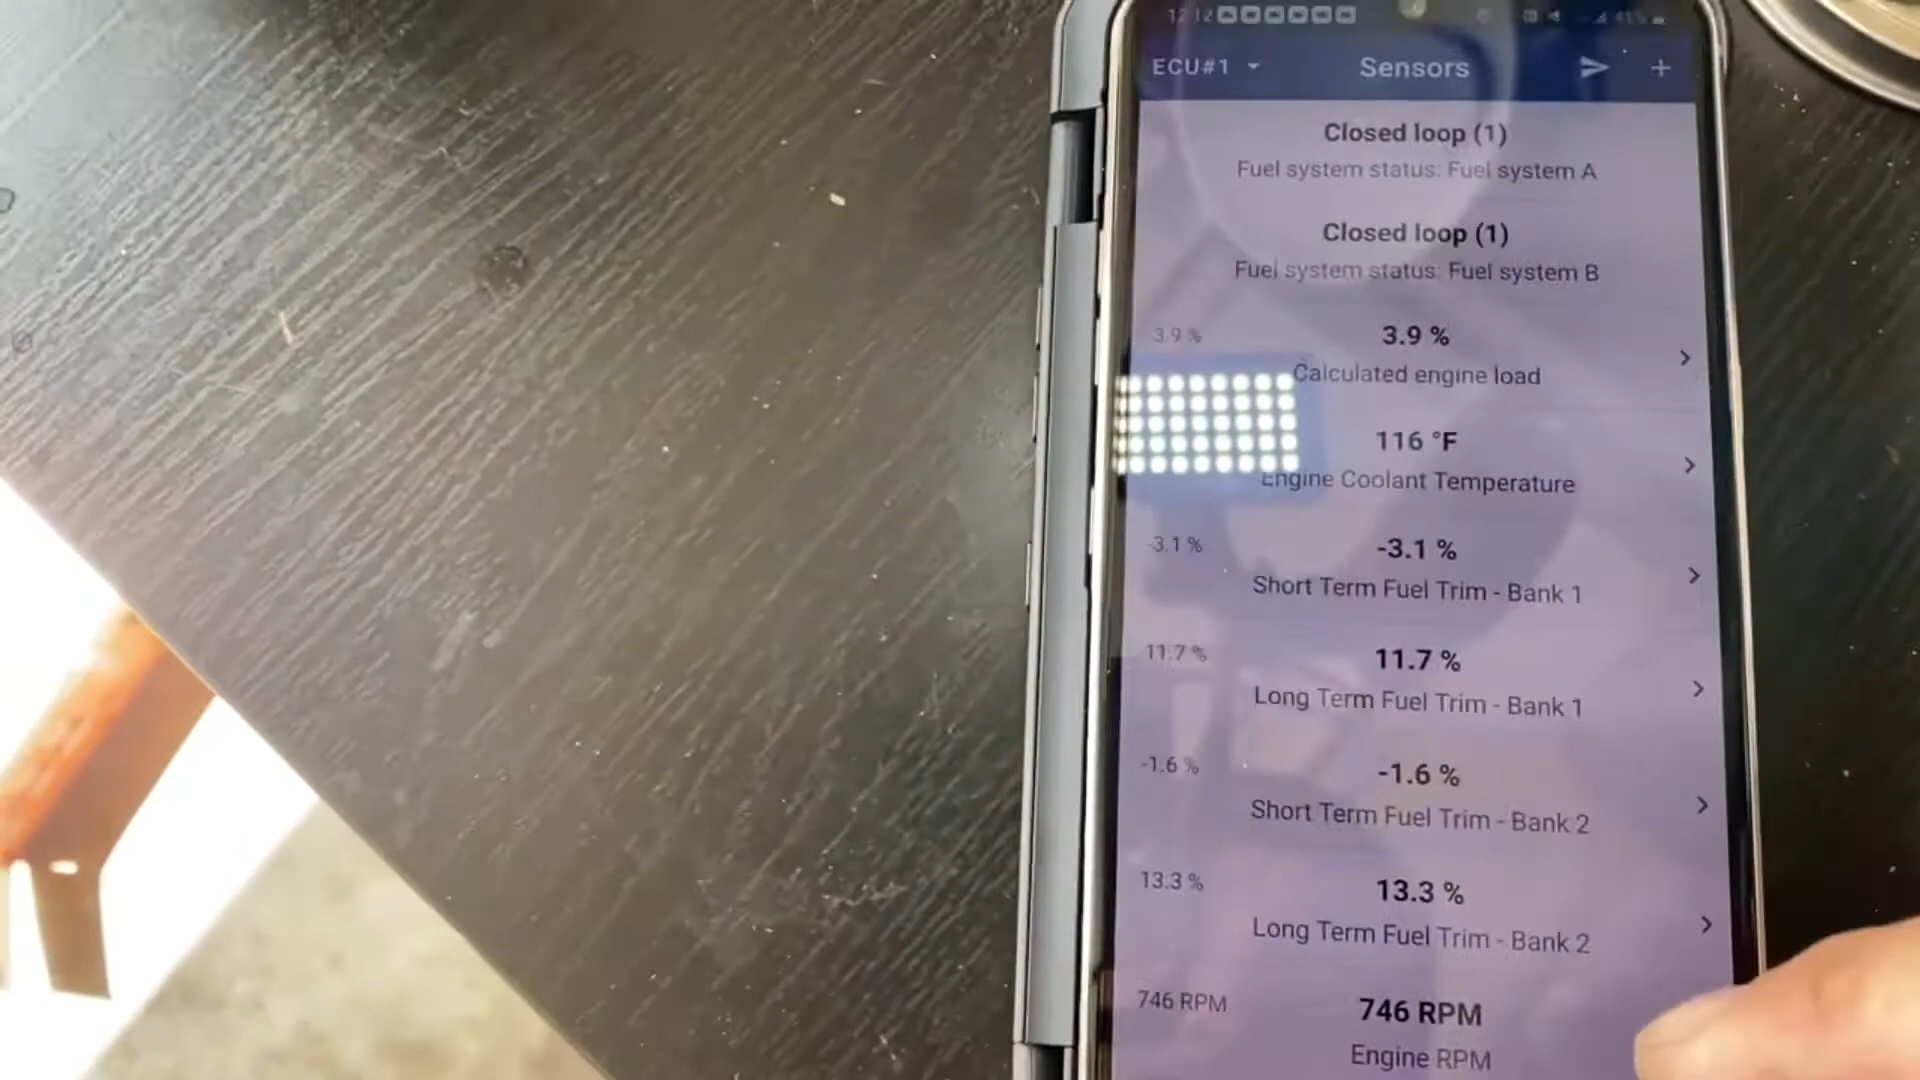 12:12 41%
ECU#1 Sensors
Closed loop (1)
Fuel system status: Fuel system A
Closed loop (1)
Fuel system status: Fuel system B
3.9 % 3.9 %
Calculated engine load
116 °F
Engine Coolant Temperature
-3.1 % -3.1 %
Short Term Fuel Trim - Bank 1
11.7 % 11.7 %
Long Term Fuel Trim - Bank 1
-1.6 % -1.6 %
Short Term Fuel Trim - Bank 2
13.3 % 13.3 %
Long Term Fuel Trim - Bank 2
746 RPM 746 RPM
Engine RPM